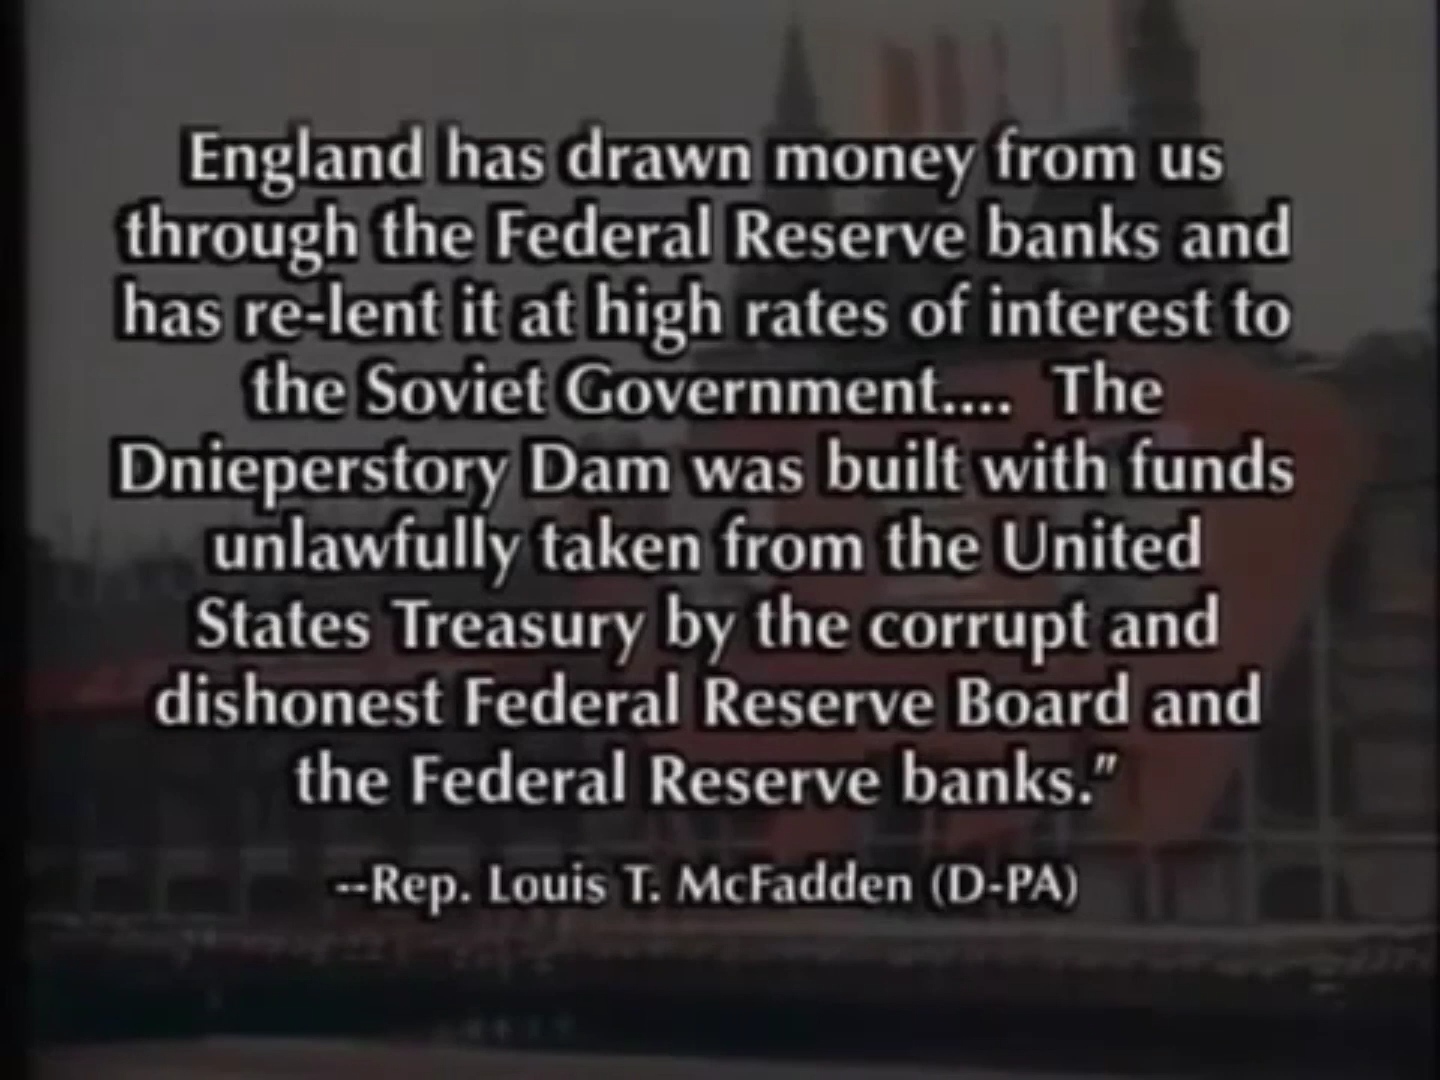 England has drawn money from us
through the Federal Reserve banks and
has re-lent it at high rates of interest to
the Soviet Government....  The
Dnieperstory Dam was built with funds
unlawfully taken from the United
States Treasury by the corrupt and
dishonest Federal Reserve Board and
the Federal Reserve banks."
--Rep. Louis T. McFadden (D-PA)